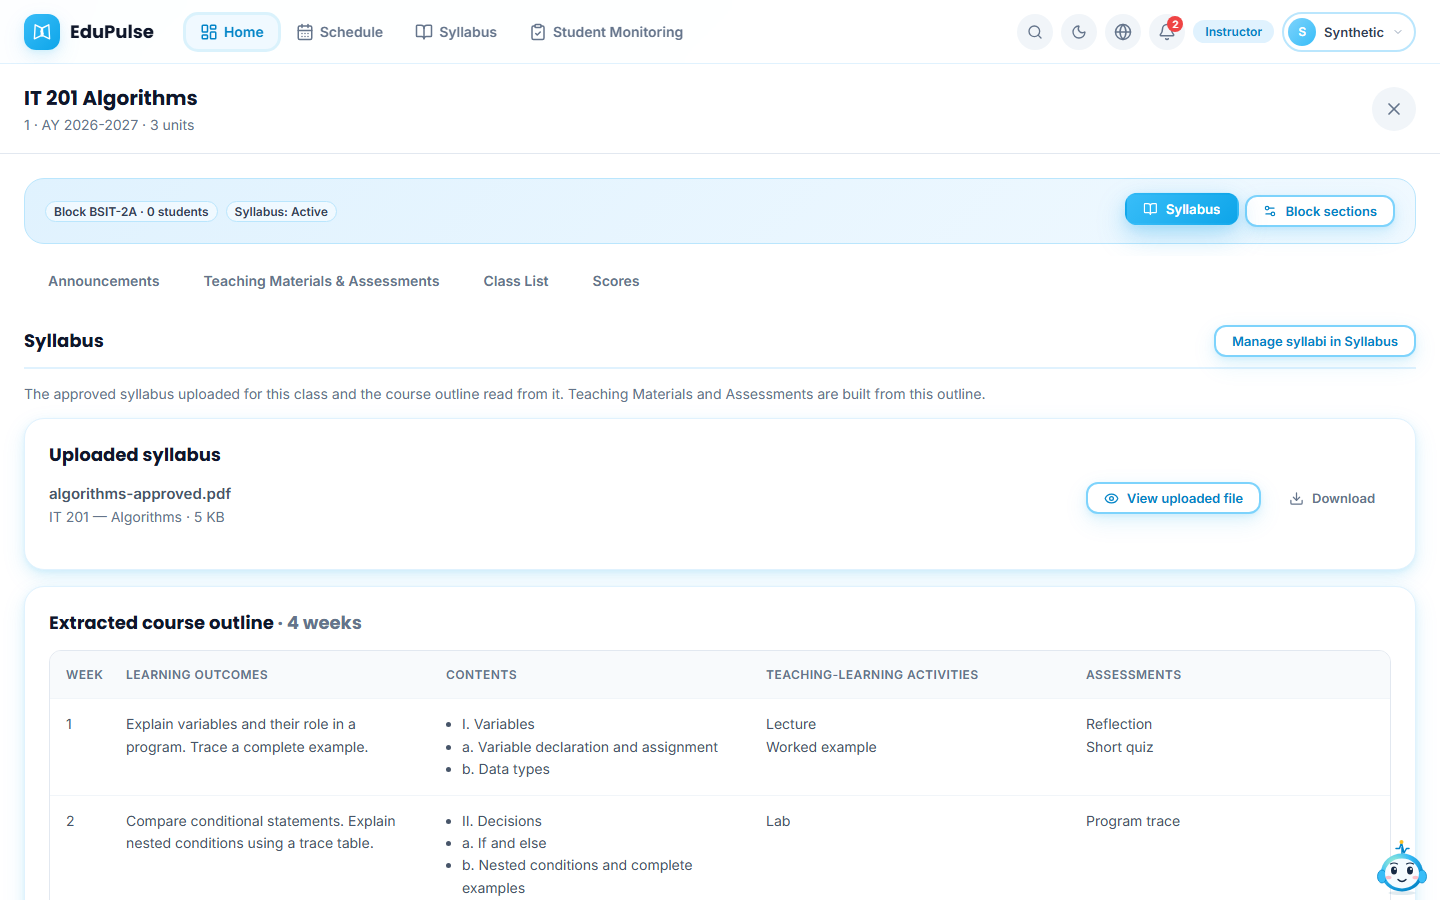 EduPulse
Home
Schedule
Syllabus
Student Monitoring
2
Instructor
S
Synthetic
IT 201 Algorithms
1 · AY 2026-2027 · 3 units
Block BSIT-2A · 0 students
Syllabus: Active
Syllabus
Block sections
Announcements
Teaching Materials & Assessments
Class List
Scores
Syllabus
Manage syllabi in Syllabus
The approved syllabus uploaded for this class and the course outline read from it. Teaching Materials and Assessments are built from this outline.
Uploaded syllabus
algorithms-approved.pdf
IT 201 — Algorithms · 5 KB
View uploaded file
Download
Extracted course outline · 4 weeks
WEEK LEARNING OUTCOMES CONTENTS TEACHING-LEARNING ACTIVITIES ASSESSMENTS
1
Explain variables and their role in a
program. Trace a complete example.
• I. Variables
• a. Variable declaration and assignment
• b. Data types
Lecture
Worked example
Reflection
Short quiz
2
Compare conditional statements. Explain
nested conditions using a trace table.
• II. Decisions
• a. If and else
• b. Nested conditions and complete
examples
Lab
Program trace